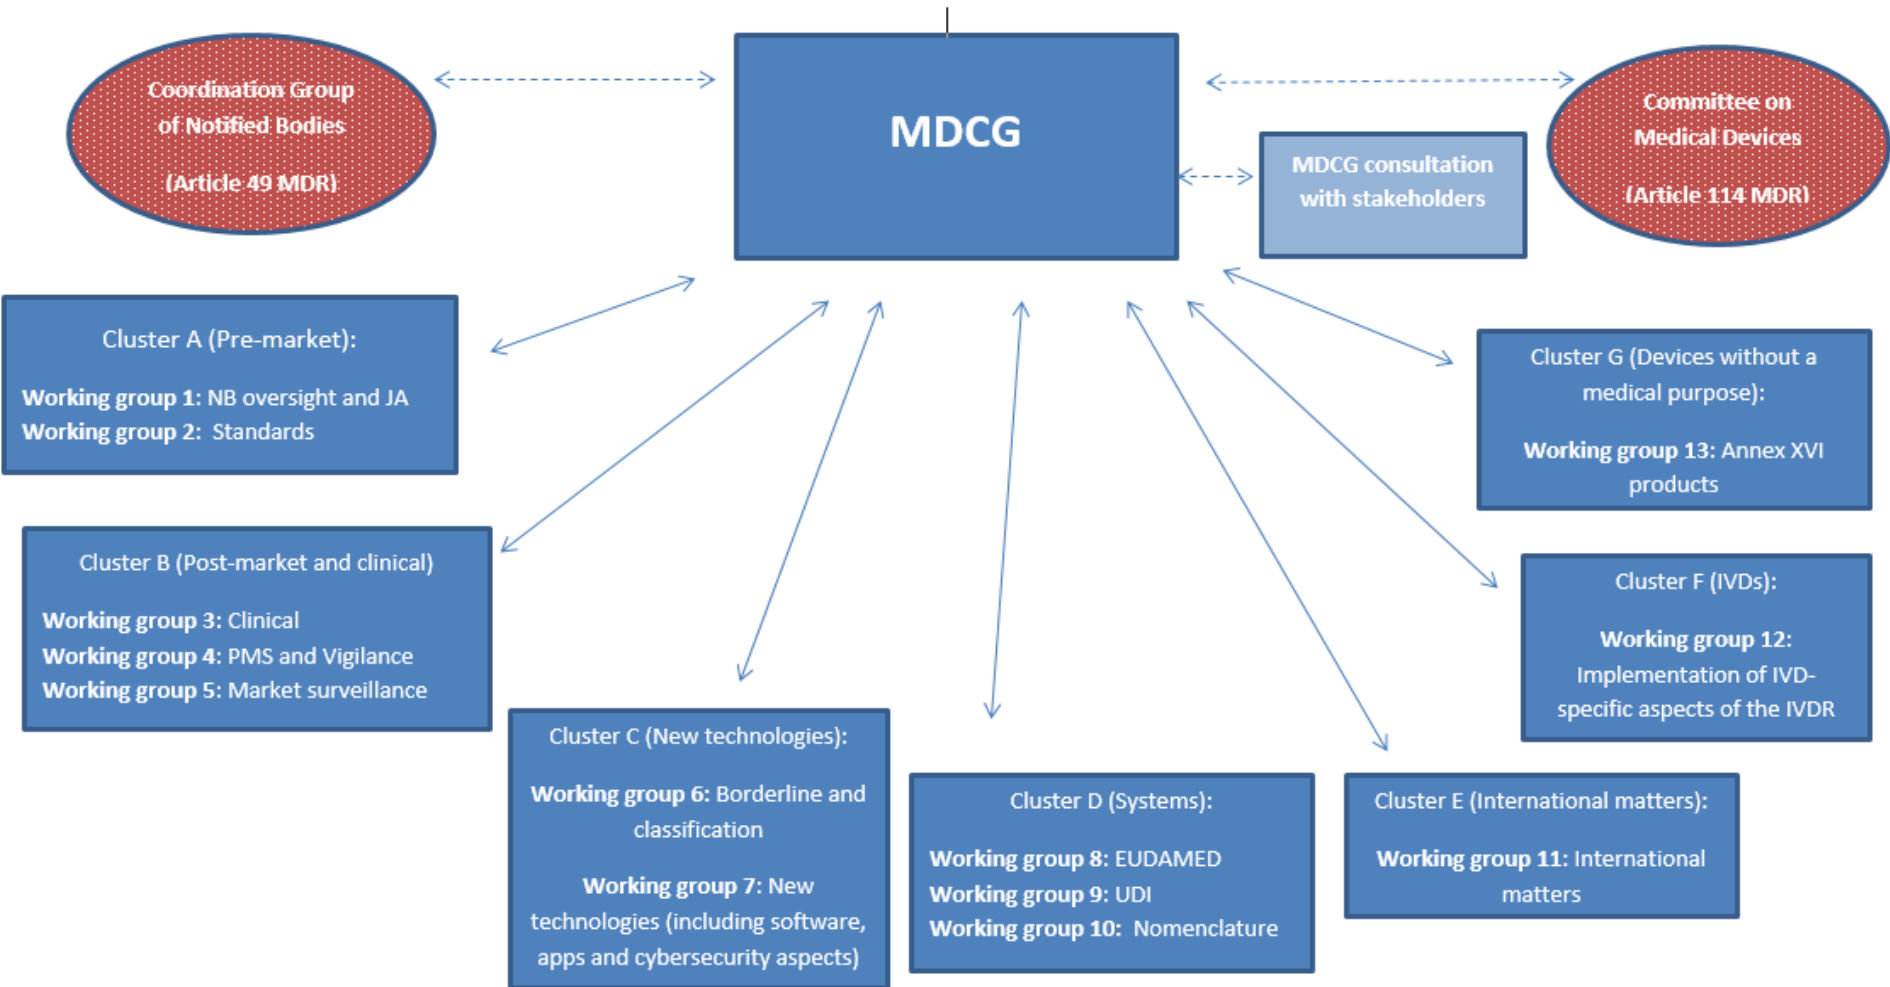 Coordination Group
of Notified Bodies
(Article 49 MDR)
MDCG
MDCG consultation
with stakeholders
Committee on
Medical Devices
(Article 114 MDR)
Cluster A (Pre-market):
Working group 1: NB oversight and JA
Working group 2: Standards
Cluster B (Post-market and clinical)
Working group 3: Clinical
Working group 4: PMS and Vigilance
Working group 5: Market surveillance
Cluster C (New technologies):
Working group 6: Borderline and
classification
Working group 7: New
technologies (including software,
apps and cybersecurity aspects)
Cluster D (Systems):
Working group 8: EUDAMED
Working group 9: UDI
Working group 10: Nomenclature
Cluster E (International matters):
Working group 11: International
matters
Cluster F (IVDs):
Working group 12:
Implementation of IVD-
specific aspects of the IVDR
Cluster G (Devices without a
medical purpose):
Working group 13: Annex XVI
products